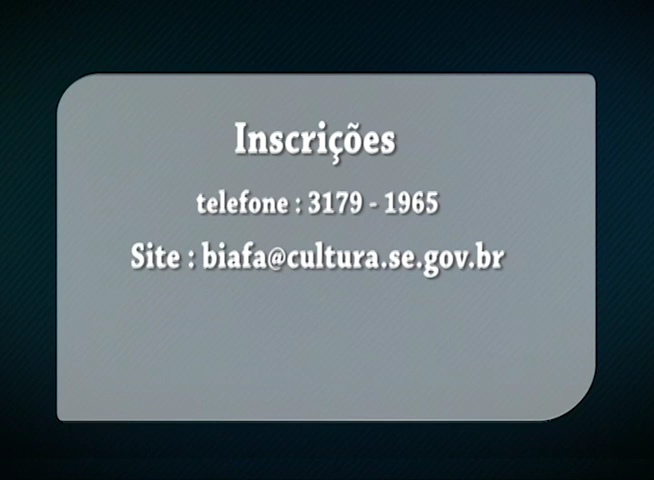 Inscrições
telefone : 3179 - 1965
Site : biafa@cultura.se.gov.br